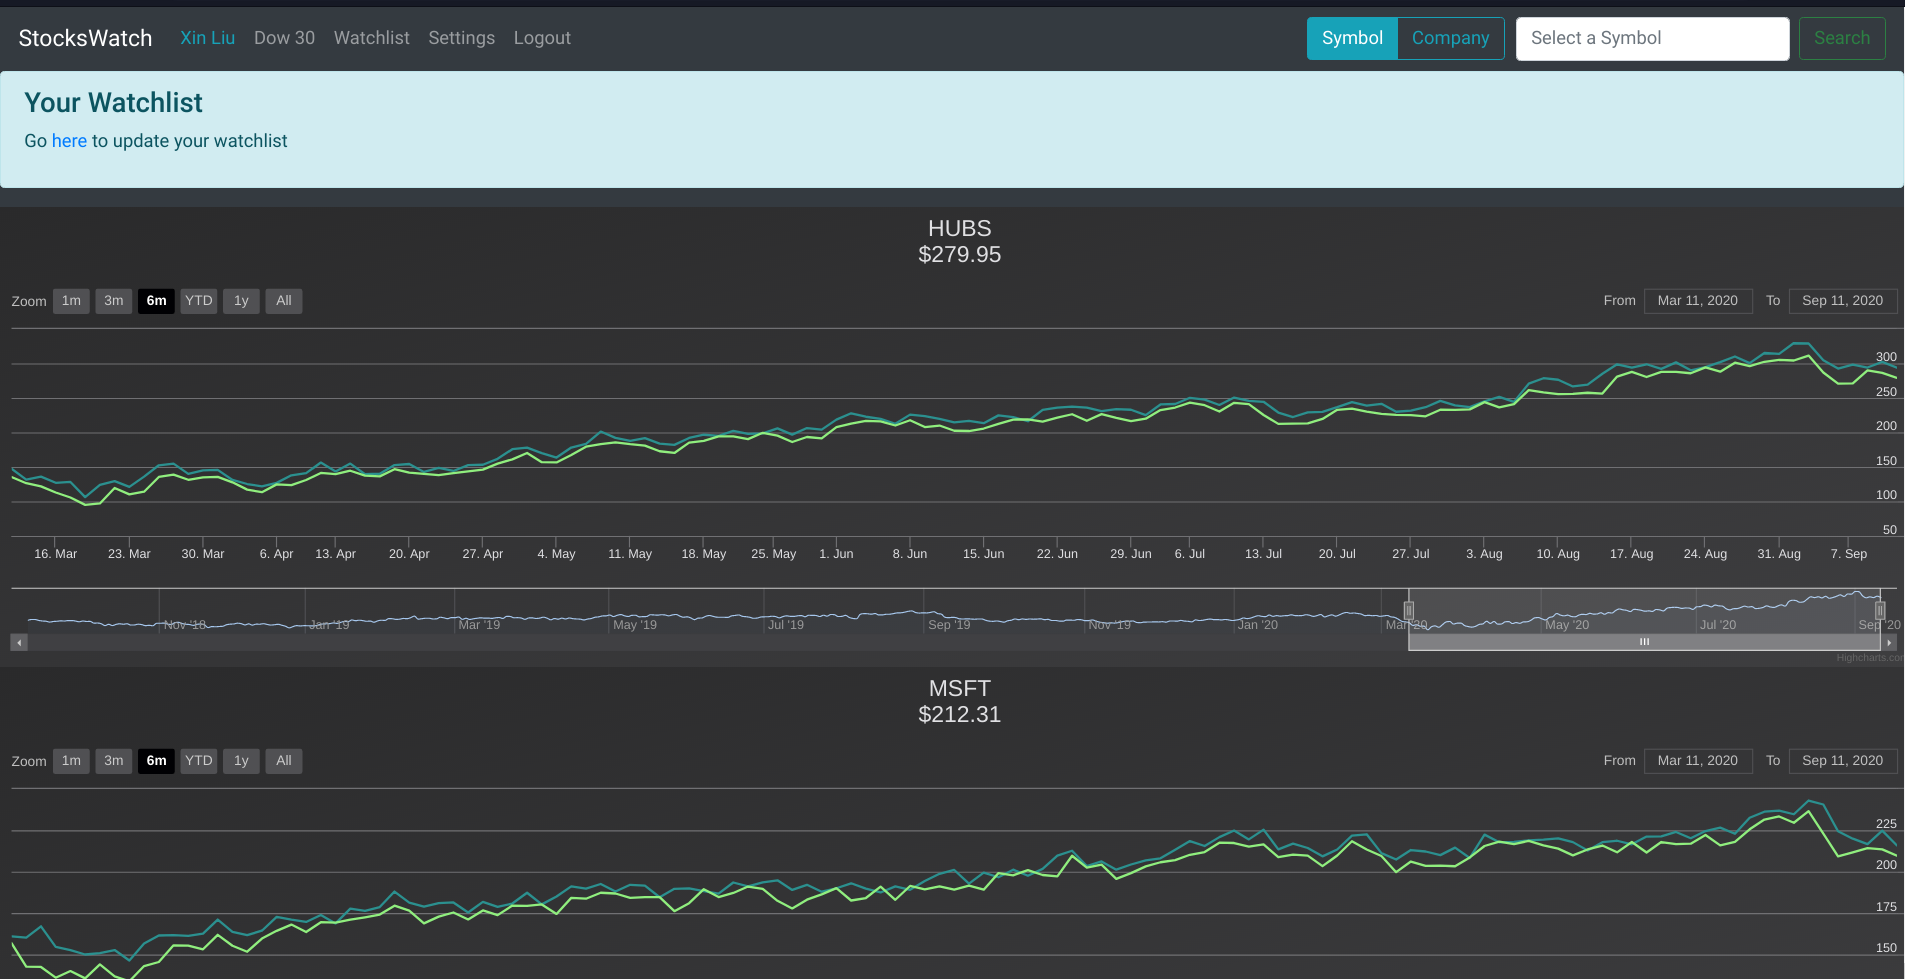 StocksWatch Xin Liu Dow 30 Watchlist Settings Logout Symbol Company Select a Symbol Search
Your Watchlist
Go here to update your watchlist
HUBS
$279.95
Zoom 1m 3m 6m YTD 1y All From Mar 11, 2020 To Sep 11, 2020
300
250
200
150
100
50
16. Mar 23. Mar 30. Mar 6. Apr 13. Apr 20. Apr 27. Apr 4. May 11. May 18. May 25. May 1. Jun 8. Jun 15. Jun 22. Jun 29. Jun 6. Jul 13. Jul 20. Jul 27. Jul 3. Aug 10. Aug 17. Aug 24. Aug 31. Aug 7. Sep
Nov '18 Jan '19 Mar '19 May '19 Jul '19 Sep '19 Nov '19 Jan '20 Mar '20 May '20 Jul '20 Sep '20
Highcharts.com
MSFT
$212.31
Zoom 1m 3m 6m YTD 1y All From Mar 11, 2020 To Sep 11, 2020
225
200
175
150